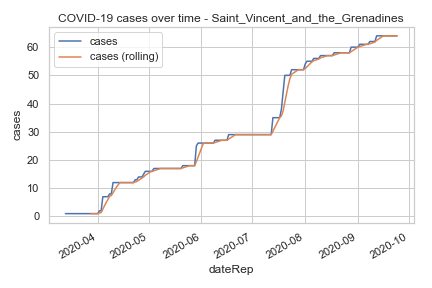 COVID-19 cases over time - Saint_Vincent_and_the_Grenadines
cases
cases (rolling)
60
50
40
30
20
10
0
cases
2020-04
2020-05
2020-06
2020-07
2020-08
2020-09
2020-10
dateRep